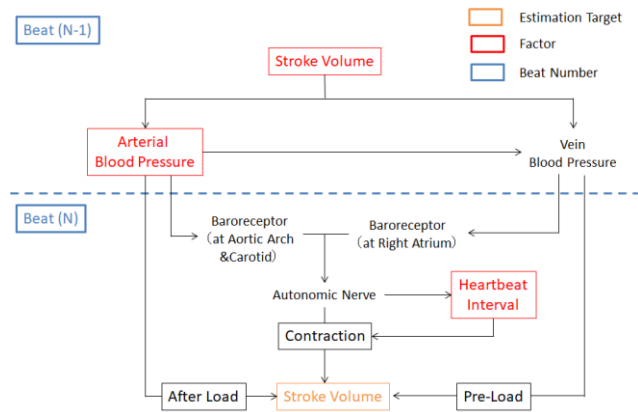 Beat (N-1)
Estimation Target
Factor
Beat Number
Stroke Volume
Arterial
Blood Pressure
Vein
Blood Pressure
Beat (N)
Baroreceptor
(at Aortic Arch
&Carotid)
Baroreceptor
(at Right Atrium)
Autonomic Nerve
Heartbeat
Interval
Contraction
After Load
Stroke Volume
Pre-Load